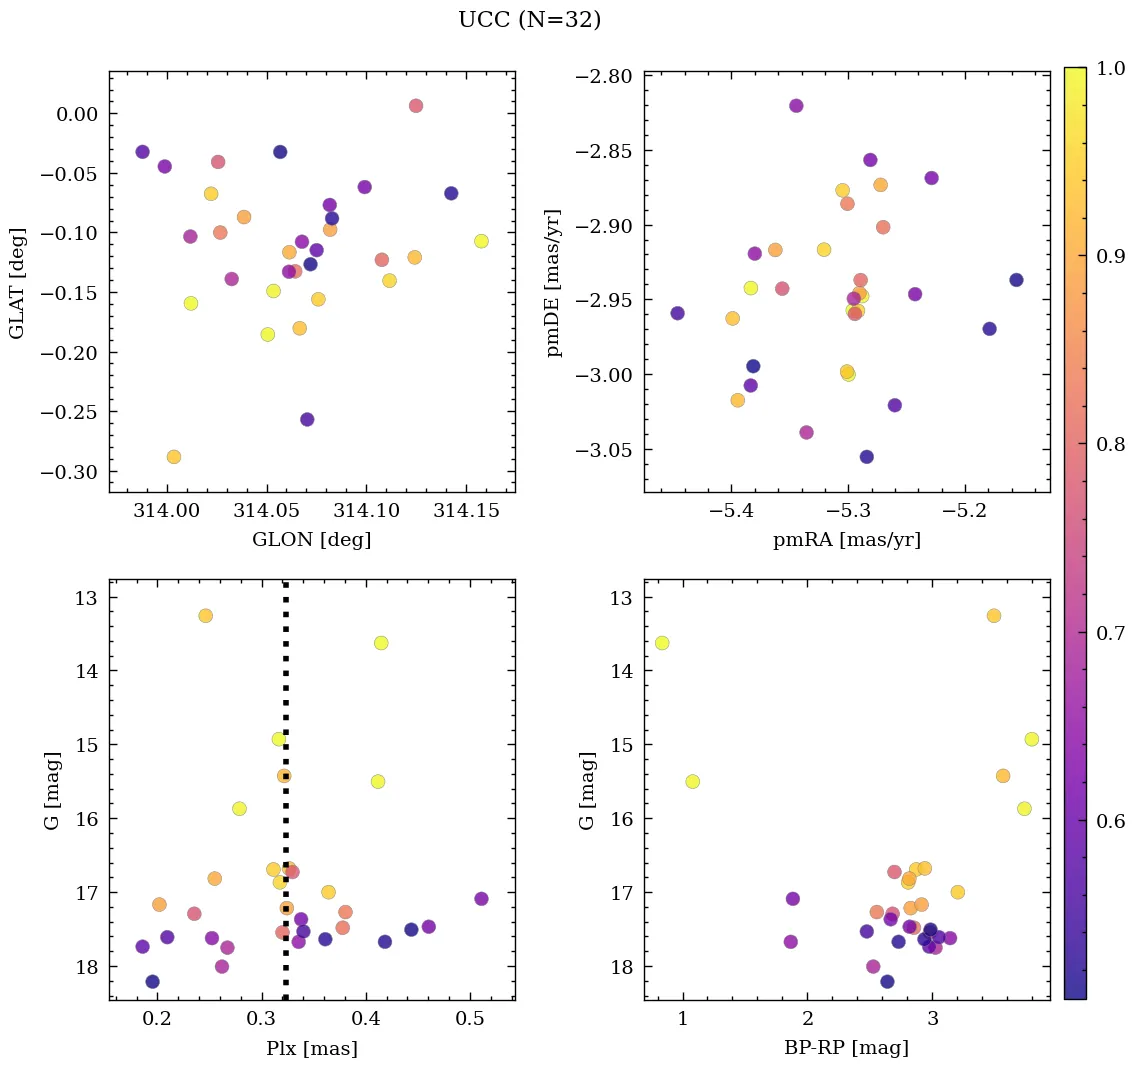 UCC (N=32)
0.00
−0.05
−0.10
−0.15
−0.20
−0.25
−0.30
GLAT [deg]
314.00 314.05 314.10 314.15
GLON [deg]
−2.80
−2.85
−2.90
−2.95
−3.00
−3.05
pmDE [mas/yr]
−5.4 −5.3 −5.2
pmRA [mas/yr]
1.0
0.9
0.8
0.7
0.6
13
14
15
16
17
18
G [mag]
0.2 0.3 0.4 0.5
Plx [mas]
13
14
15
16
17
18
G [mag]
1 2 3
BP-RP [mag]